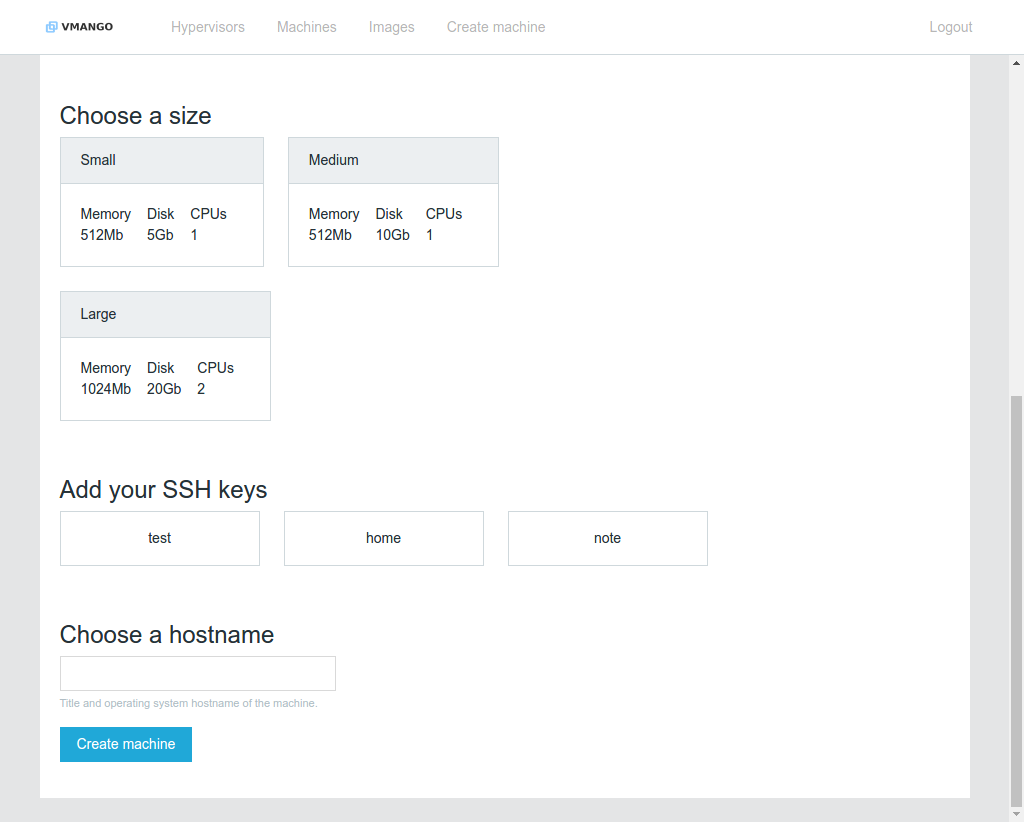 VMANGO Hypervisors Machines Images Create machine Logout
Choose a size
Small Medium
Memory Disk CPUs Memory Disk CPUs
512Mb 5Gb 1 512Mb 10Gb 1
Large
Memory Disk CPUs
1024Mb 20Gb 2
Add your SSH keys
test home note
Choose a hostname
Title and operating system hostname of the machine.
Create machine